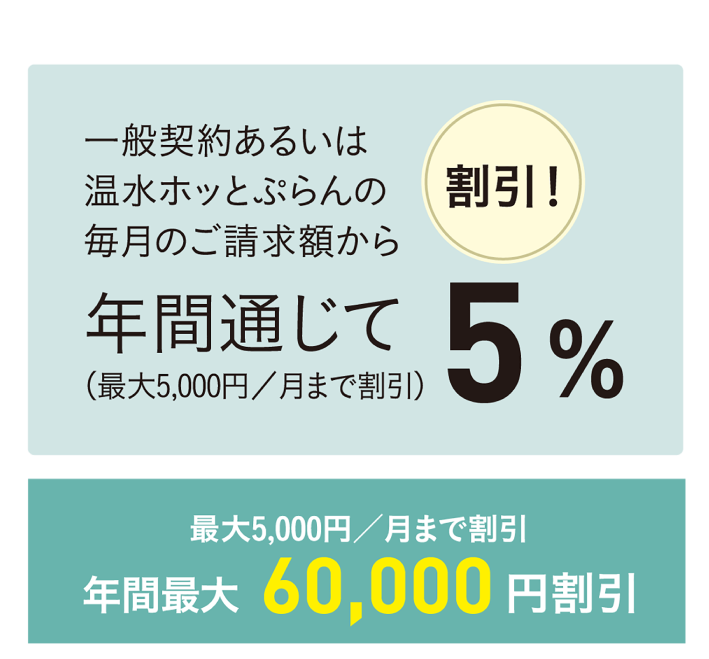 一般契約あるいは
温水ホッとぷらんの
毎月のご請求額から
割引！
年間通じて
5%
（最大5,000円／月まで割引）
最大5,000円／月まで割引
年間最大 60,000 円割引